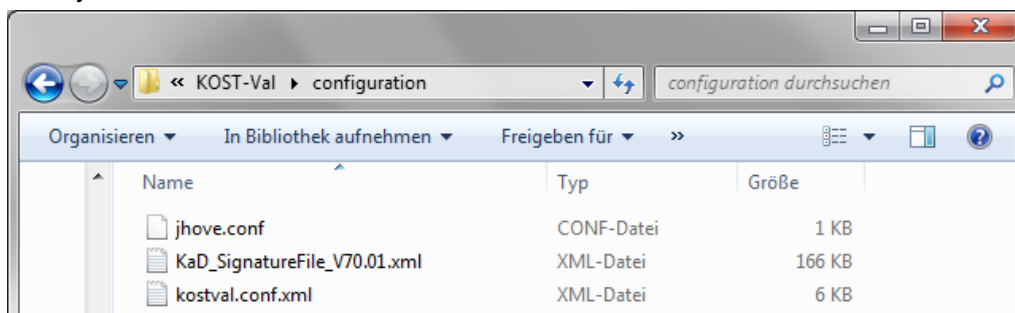 « KOST-Val ▸ configuration configuration durchsuchen
Organisieren ▼ In Bibliothek aufnehmen ▼ Freigeben für ▼ »
Name Typ Größe
jhove.conf CONF-Datei 1 KB
KaD_SignatureFile_V70.01.xml XML-Datei 166 KB
kostval.conf.xml XML-Datei 6 KB